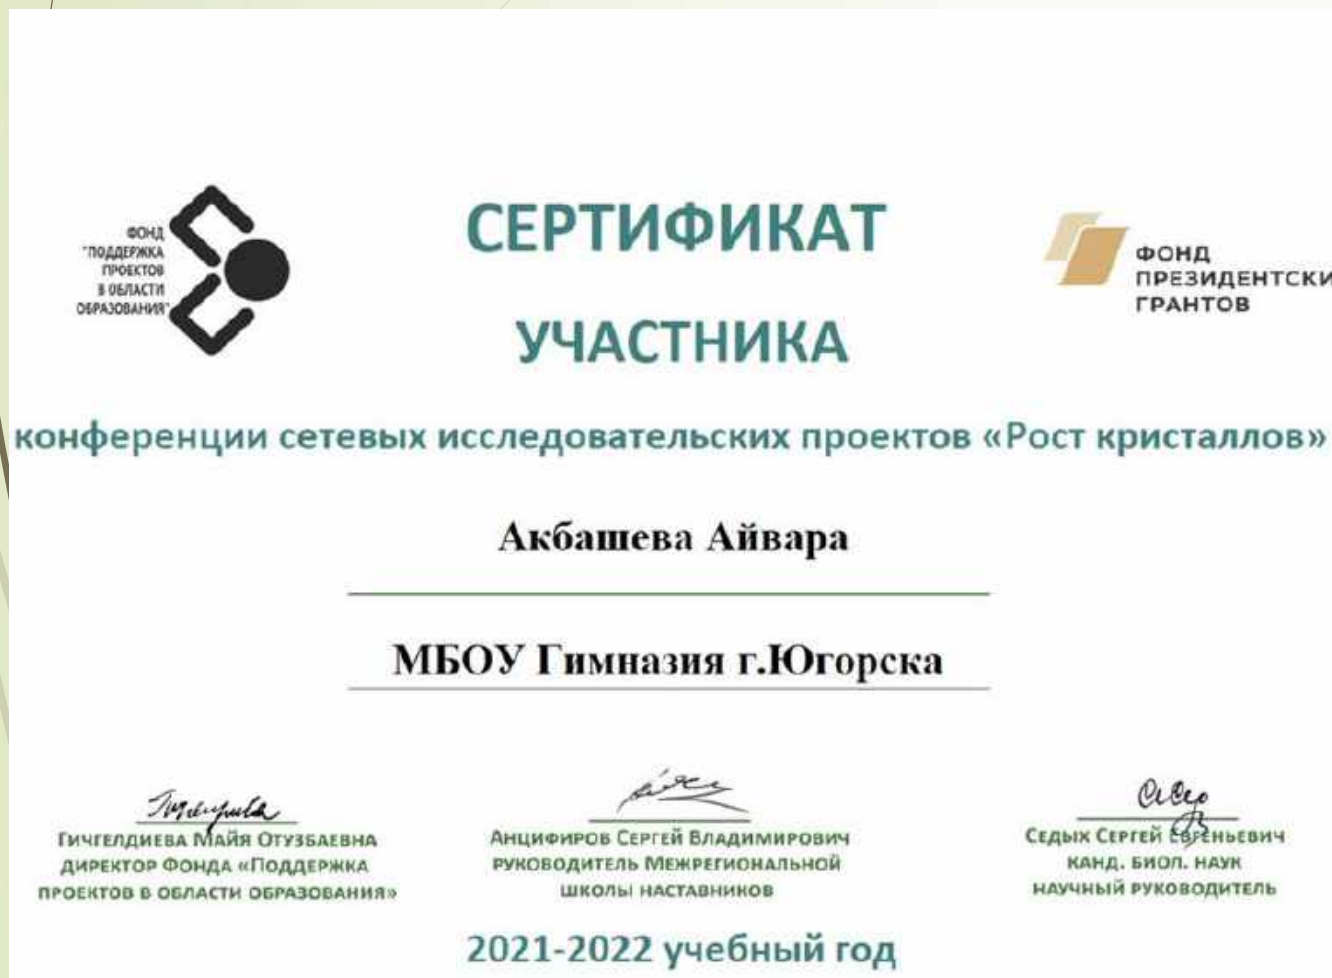 ФОНД
"ПОДДЕРЖКА
ПРОЕКТОВ
В ОБЛАСТИ
ОБРАЗОВАНИЯ"
СЕРТИФИКАТ
УЧАСТНИКА
ФОНД
ПРЕЗИДЕНТСКИ
ГРАНТОВ
конференции сетевых исследовательских проектов «Рост кристаллов»
Акбашева Айвара
МБОУ Гимназия г.Югорска
Гичгелдиева Майя Отузбаевна
директор Фонда «Поддержка
проектов в области образования»
Анцифиров Сергей Владимирович
руководитель Межрегиональной
школы наставников
Седых Сергей Евгеньевич
канд. биол. наук
научный руководитель
2021-2022 учебный год